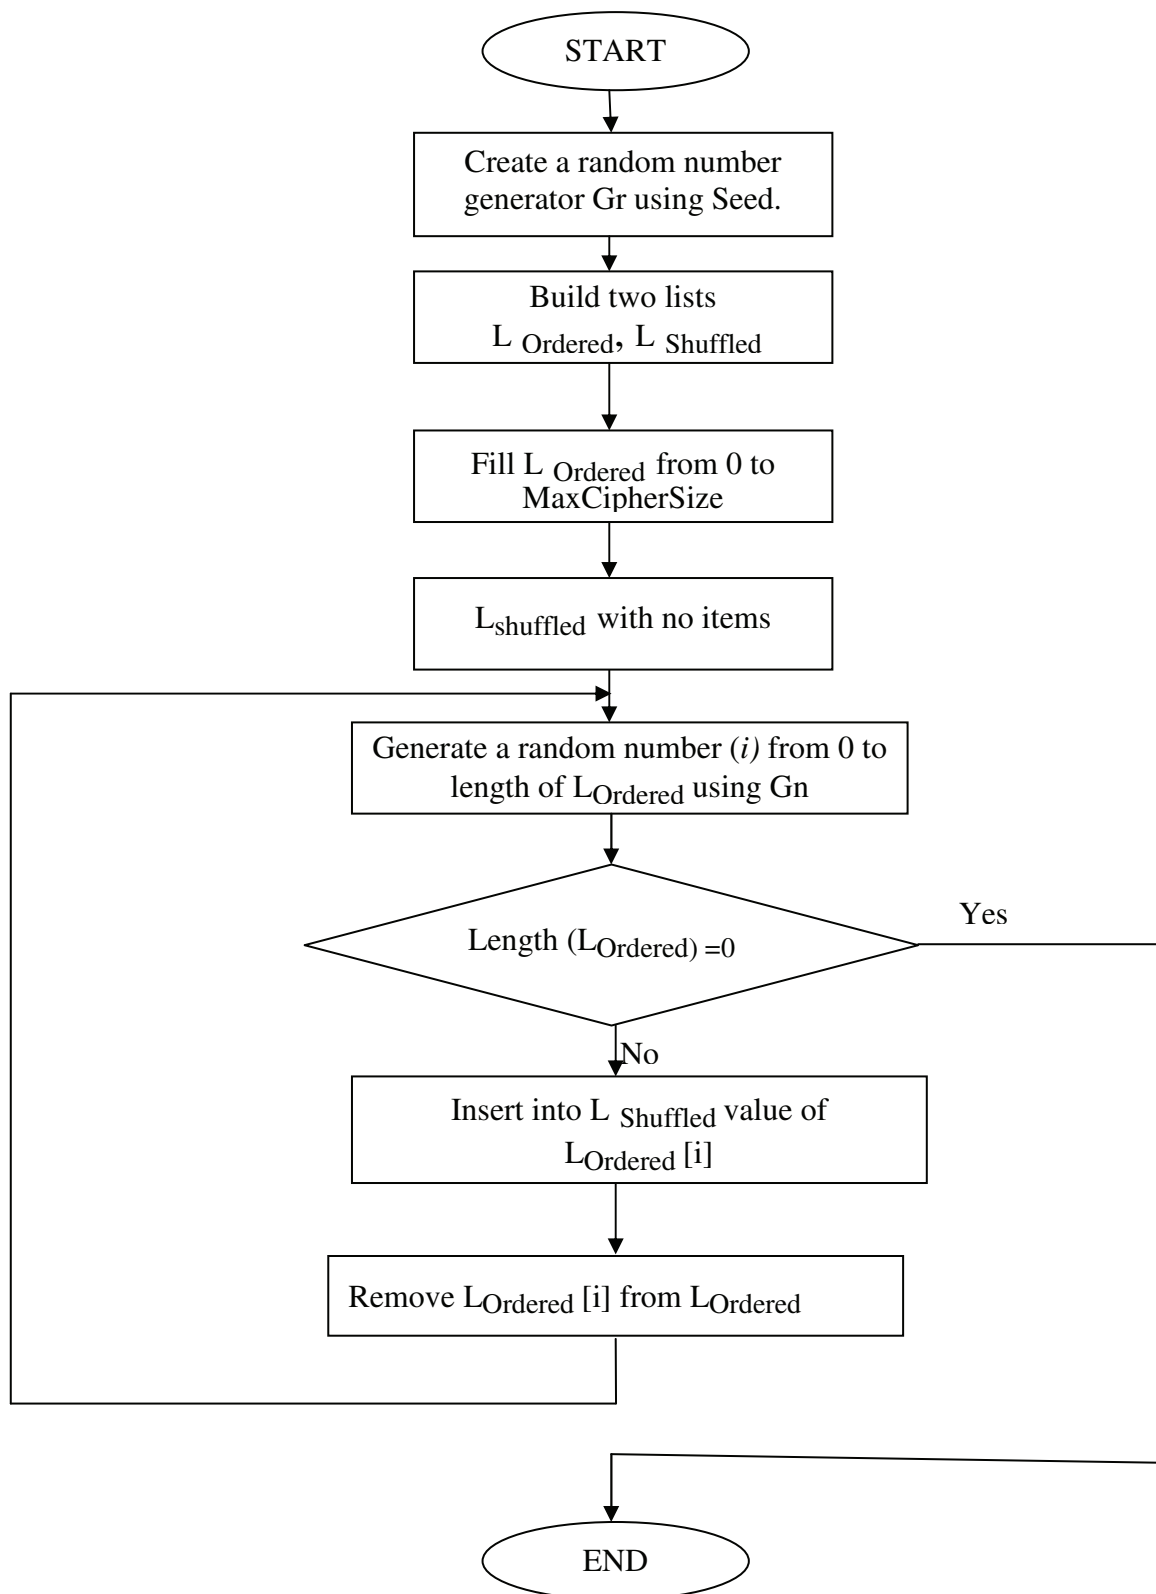 START
Create a random number
generator Gr using Seed.
Build two lists
L Ordered, L Shuffled
Fill L Ordered from 0 to
MaxCipherSize
Lshuffled with no items
Generate a random number (i) from 0 to
length of LOrdered using Gn
Yes
Length (LOrdered) =0
No
Insert into L Shuffled value of
LOrdered [i]
Remove LOrdered [i] from LOrdered
END